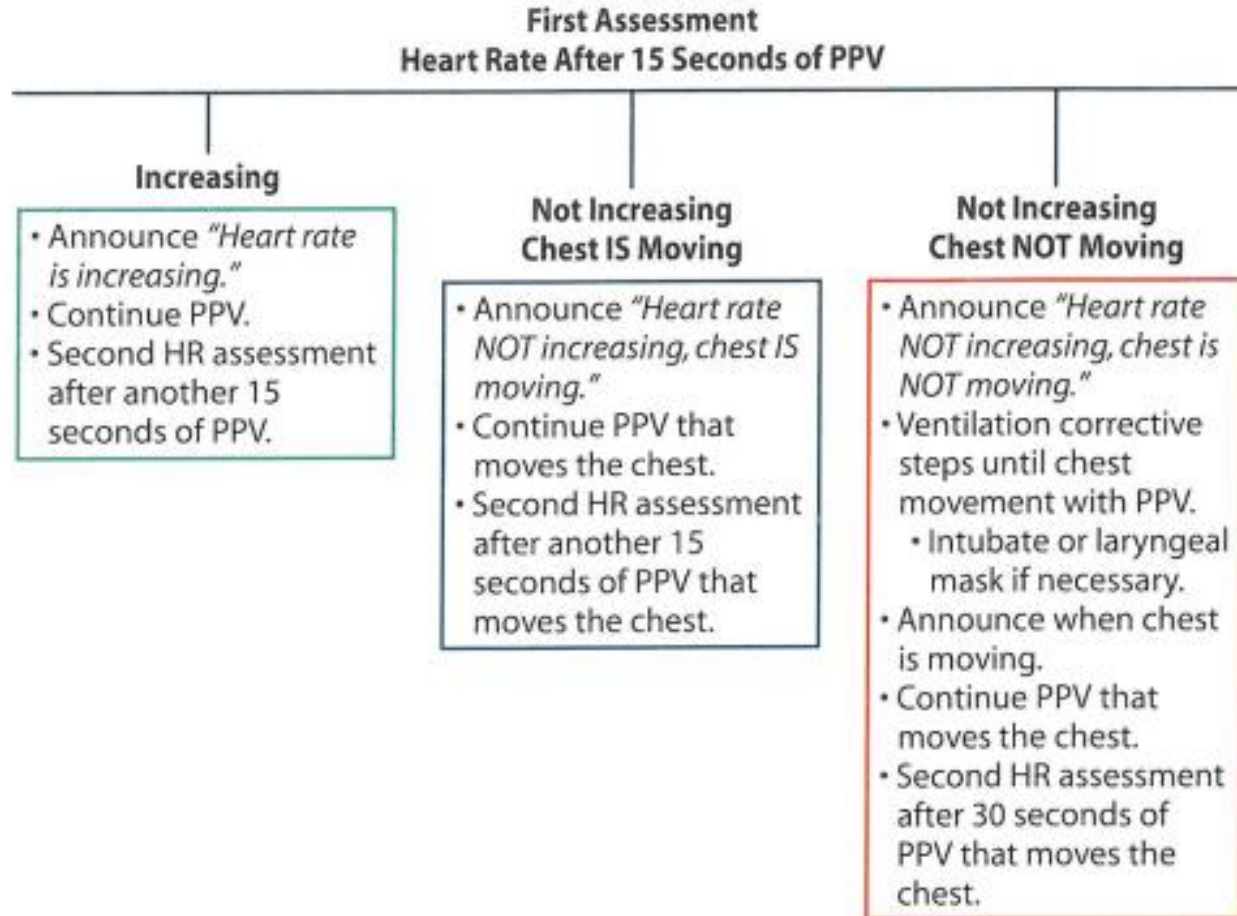 First Assessment
Heart Rate After 15 Seconds of PPV
Increasing
• Announce "Heart rate
is increasing."
• Continue PPV.
• Second HR assessment
after another 15
seconds of PPV.
Not Increasing
Chest IS Moving
• Announce "Heart rate
NOT increasing, chest IS
moving."
• Continue PPV that
moves the chest.
• Second HR assessment
after another 15
seconds of PPV that
moves the chest.
Not Increasing
Chest NOT Moving
• Announce "Heart rate
NOT increasing, chest is
NOT moving."
• Ventilation corrective
steps until chest
movement with PPV.
• Intubate or laryngeal
mask if necessary.
• Announce when chest
is moving.
• Continue PPV that
moves the chest.
• Second HR assessment
after 30 seconds of
PPV that moves the
chest.